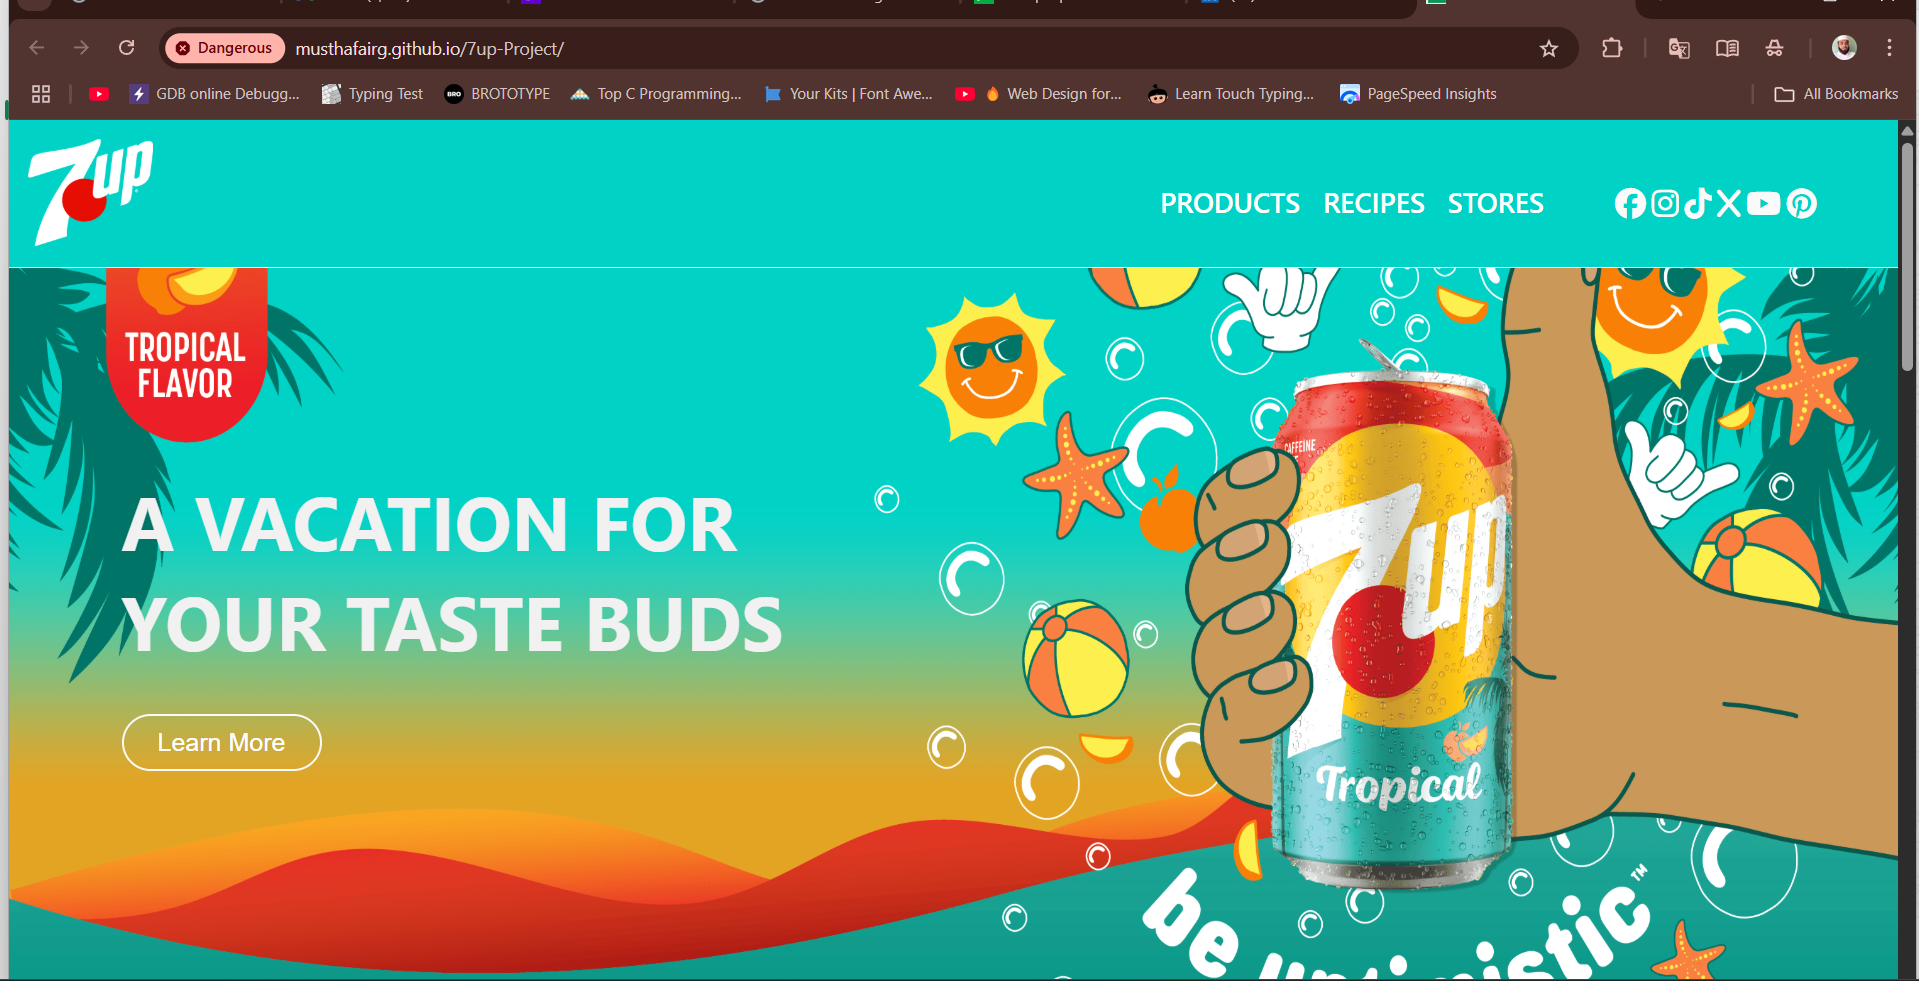 Dangerous
musthafairg.github.io/7up-Project/
GDB online Debugg...
Typing Test
BRO
BROTOTYPE
Top C Programming...
Your Kits | Font Awe...
Web Design for...
Learn Touch Typing...
PageSpeed Insights
All Bookmarks
7up
PRODUCTS
RECIPES
STORES
TROPICAL
FLAVOR
A VACATION FOR
YOUR TASTE BUDS
Learn More
CAFFEINE
7up
Tropical
be uptimistic™